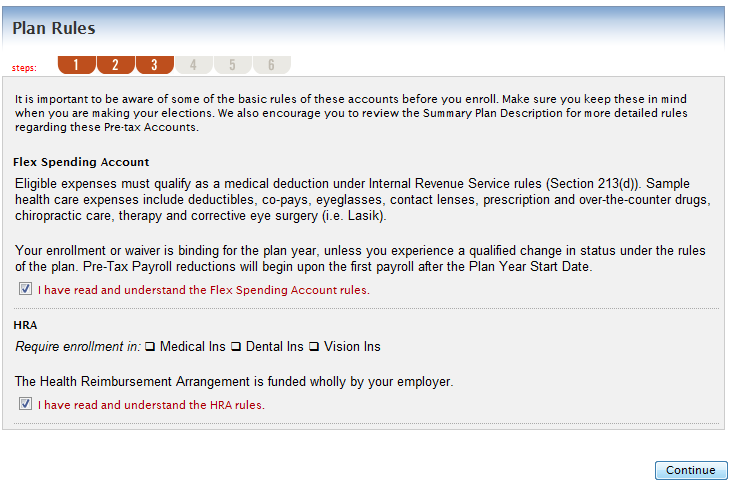 Plan Rules
steps: 1 2 3 4 5 6
It is important to be aware of some of the basic rules of these accounts before you enroll. Make sure you keep these in mind
when you are making your elections. We also encourage you to review the Summary Plan Description for more detailed rules
regarding these Pre-tax Accounts.
Flex Spending Account
Eligible expenses must qualify as a medical deduction under Internal Revenue Service rules (Section 213(d)). Sample
health care expenses include deductibles, co-pays, eyeglasses, contact lenses, prescription and over-the-counter drugs,
chiropractic care, therapy and corrective eye surgery (i.e. Lasik).
Your enrollment or waiver is binding for the plan year, unless you experience a qualified change in status under the rules
of the plan. Pre-Tax Payroll reductions will begin upon the first payroll after the Plan Year Start Date.
I have read and understand the Flex Spending Account rules.
HRA
Require enrollment in: ❑ Medical Ins ❑ Dental Ins ❑ Vision Ins
The Health Reimbursement Arrangement is funded wholly by your employer.
I have read and understand the HRA rules.
Continue